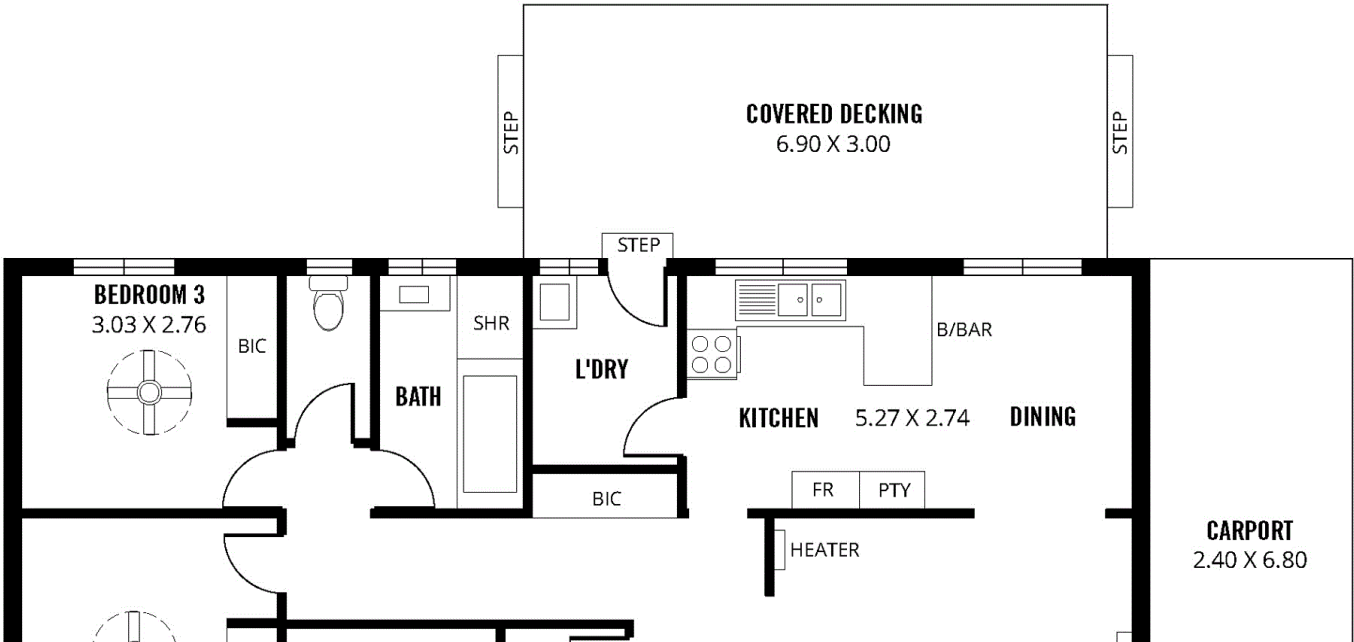 COVERED DECKING
6.90 X 3.00
STEP
STEP
STEP
BEDROOM 3
3.03 X 2.76
BIC
SHR
BATH
L'DRY
B/BAR
KITCHEN 5.27 X 2.74 DINING
BIC
FR PTY
HEATER
CARPORT
2.40 X 6.80